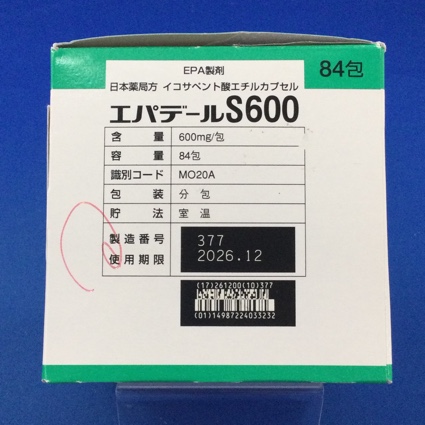 EPA製剤
84包
日本薬局方 イコサペント酸エチルカプセル
エパデールS600
含 量 600mg/包
容 量 84包
識別コード MO20A
包 装 分 包
貯 法 室 温
製造番号 377
使用期限 2026.12
(17)261200(10)377
(01)14987224033232